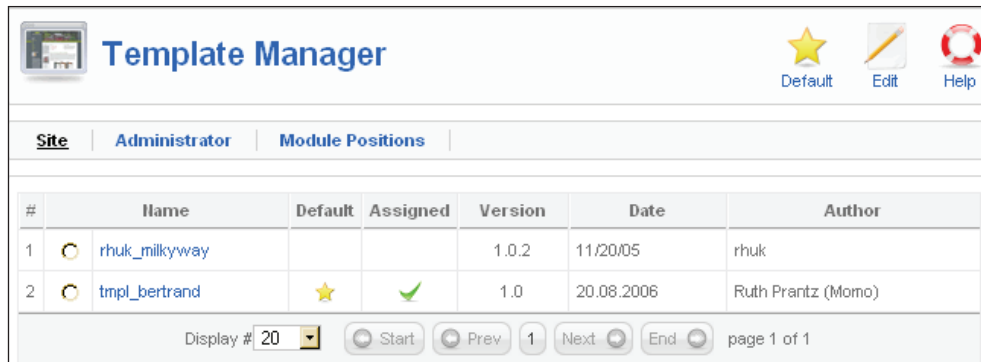 Template Manager
Default Edit Help
Site Administrator Module Positions
# Name Default Assigned Version Date Author
1 rhuk_milkyway 1.0.2 11/20/05 rhuk
2 tmpl_bertrand 1.0 20.08.2006 Ruth Prantz (Momo)
Display # 20 Start Prev 1 Next End page 1 of 1